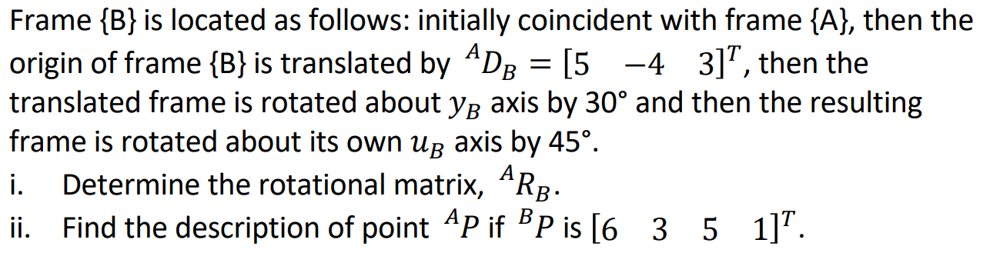 Frame {B} is located as follows: initially coincident with frame {A}, then the
origin of frame {B} is translated by ᴬD_B = [5 −4 3]ᵀ, then the
translated frame is rotated about y_B axis by 30° and then the resulting
frame is rotated about its own u_B axis by 45°.
i. Determine the rotational matrix, ᴬR_B.
ii. Find the description of point ᴬP if ᴮP is [6 3 5 1]ᵀ.